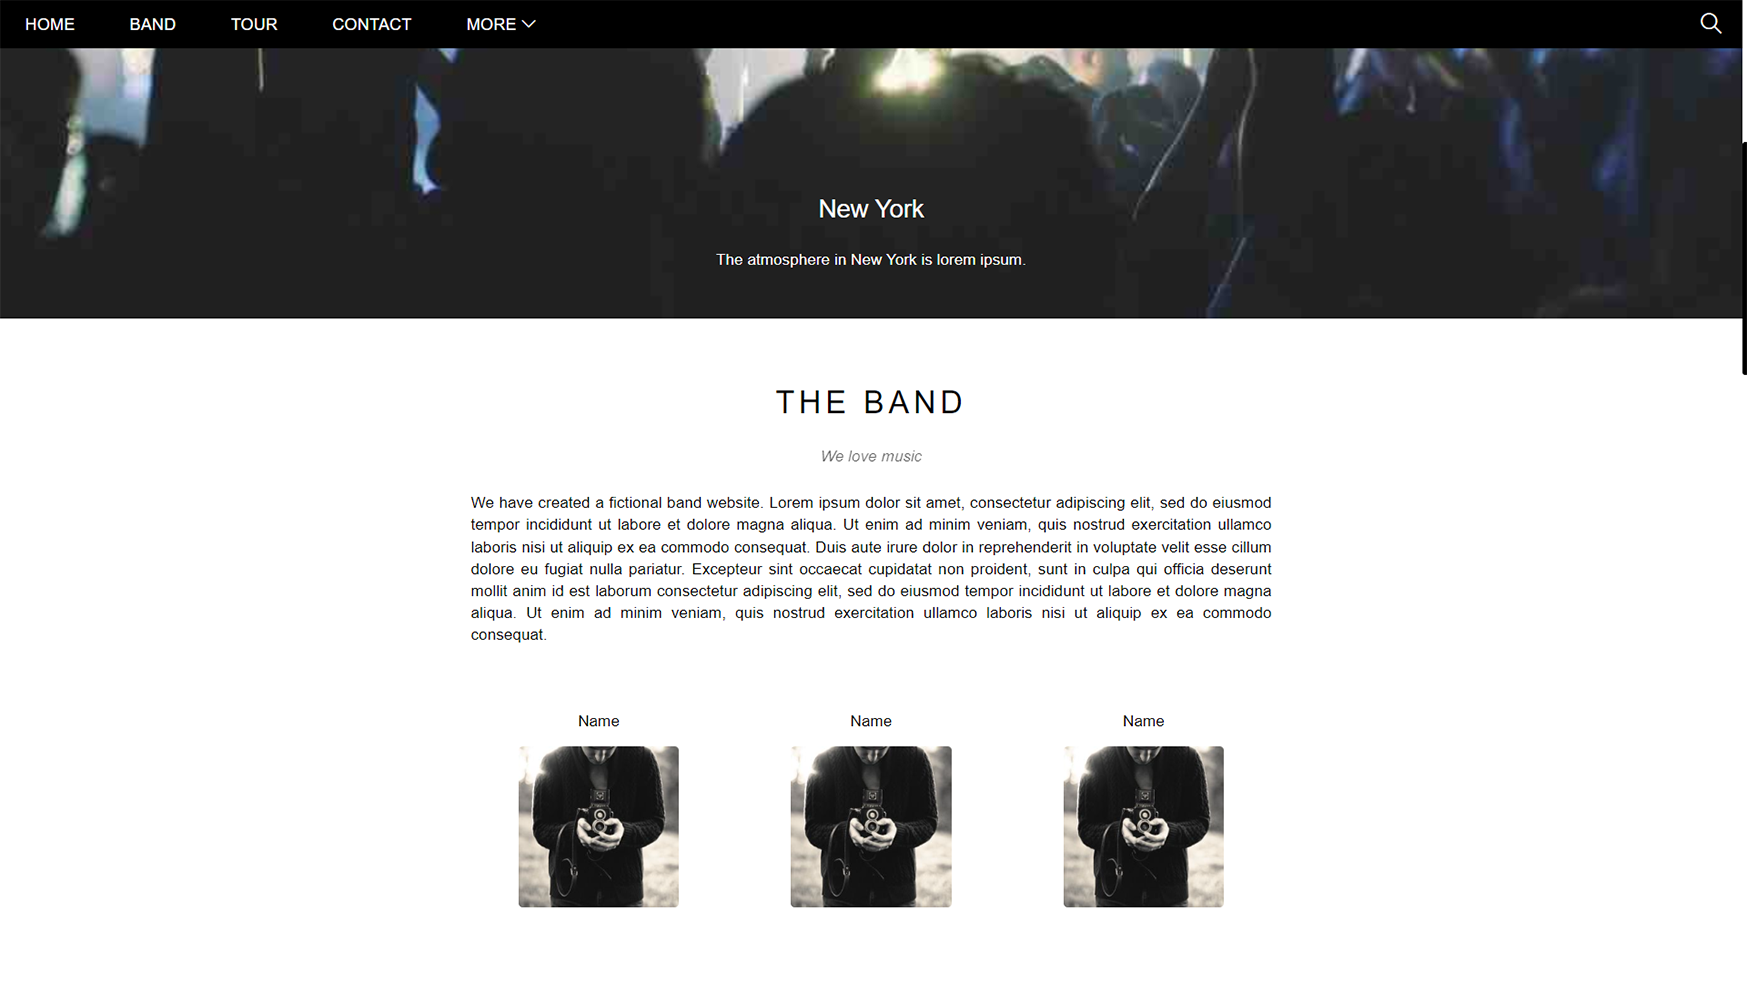 HOME BAND TOUR CONTACT MORE
New York
The atmosphere in New York is lorem ipsum.
THE BAND
We love music
We have created a fictional band website. Lorem ipsum dolor sit amet, consectetur adipiscing elit, sed do eiusmod
tempor incididunt ut labore et dolore magna aliqua. Ut enim ad minim veniam, quis nostrud exercitation ullamco
laboris nisi ut aliquip ex ea commodo consequat. Duis aute irure dolor in reprehenderit in voluptate velit esse cillum
dolore eu fugiat nulla pariatur. Excepteur sint occaecat cupidatat non proident, sunt in culpa qui officia deserunt
mollit anim id est laborum consectetur adipiscing elit, sed do eiusmod tempor incididunt ut labore et dolore magna
aliqua. Ut enim ad minim veniam, quis nostrud exercitation ullamco laboris nisi ut aliquip ex ea commodo
consequat.
Name Name Name